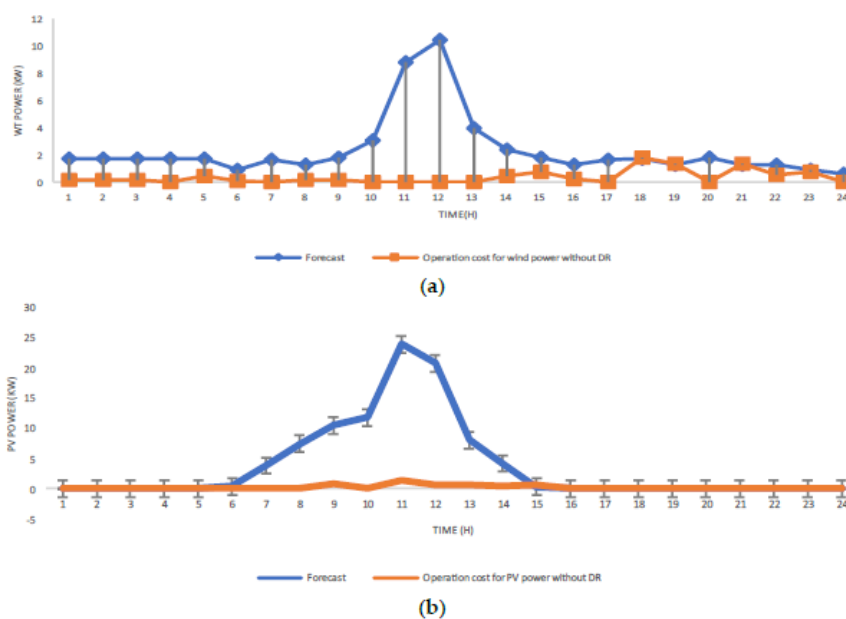 12
10
8
6
4
2
0
WT POWER (KW)
1 2 3 4 5 6 7 8 9 10 11 12 13 14 15 16 17 18 19 20 21 22 23 24
TIME(H)
Forecast Operation cost for wind power without DR
(a)
30
25
20
15
10
5
0
-5
PV POWER (KW)
1 2 3 4 5 6 7 8 9 10 11 12 13 14 15 16 17 18 19 20 21 22 23 24
TIME (H)
Forecast Operation cost for PV power without DR
(b)